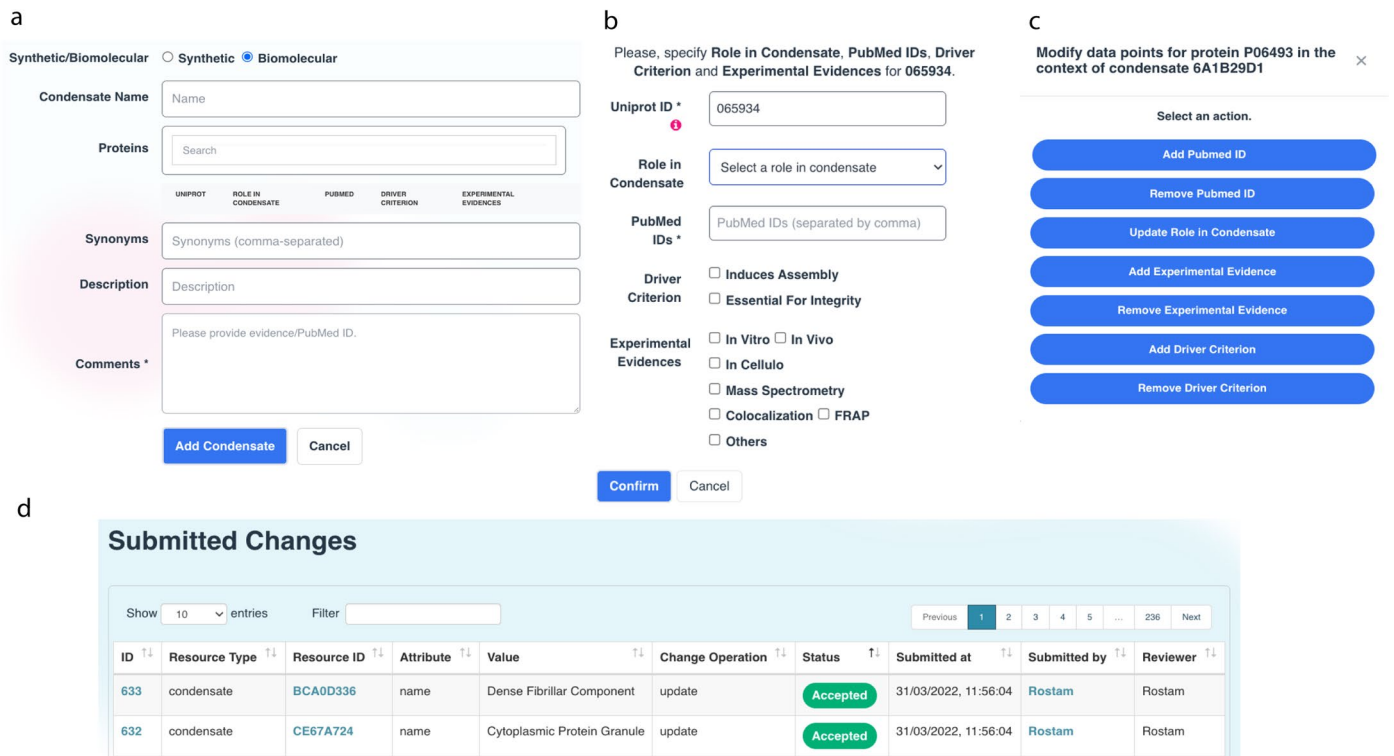 a
Synthetic/Biomolecular Synthetic Biomolecular
Condensate Name Name
Proteins Search
UNIPROT ROLE IN CONDENSATE PUBMED DRIVER CRITERION EXPERIMENTAL EVIDENCES
Synonyms Synonyms (comma-separated)
Description Description
Please provide evidence/PubMed ID.
Comments *
Add Condensate Cancel
b
Please, specify Role in Condensate, PubMed IDs, Driver
Criterion and Experimental Evidences for 065934.
Uniprot ID * 065934
i
Role in Condensate Select a role in condensate
PubMed IDs * PubMed IDs (separated by comma)
Driver Criterion
Induces Assembly
Essential For Integrity
Experimental Evidences
In Vitro In Vivo
In Cellulo
Mass Spectrometry
Colocalization FRAP
Others
Confirm Cancel
c
Modify data points for protein P06493 in the
context of condensate 6A1B29D1
Select an action.
Add Pubmed ID
Remove Pubmed ID
Update Role in Condensate
Add Experimental Evidence
Remove Experimental Evidence
Add Driver Criterion
Remove Driver Criterion
d
Submitted Changes
Show 10 entries Filter Previous 1 2 3 4 5 ... 236 Next
ID Resource Type Resource ID Attribute Value Change Operation Status Submitted at Submitted by Reviewer
633 condensate BCA0D336 name Dense Fibrillar Component update Accepted 31/03/2022, 11:56:04 Rostam Rostam
632 condensate CE67A724 name Cytoplasmic Protein Granule update Accepted 31/03/2022, 11:56:04 Rostam Rostam